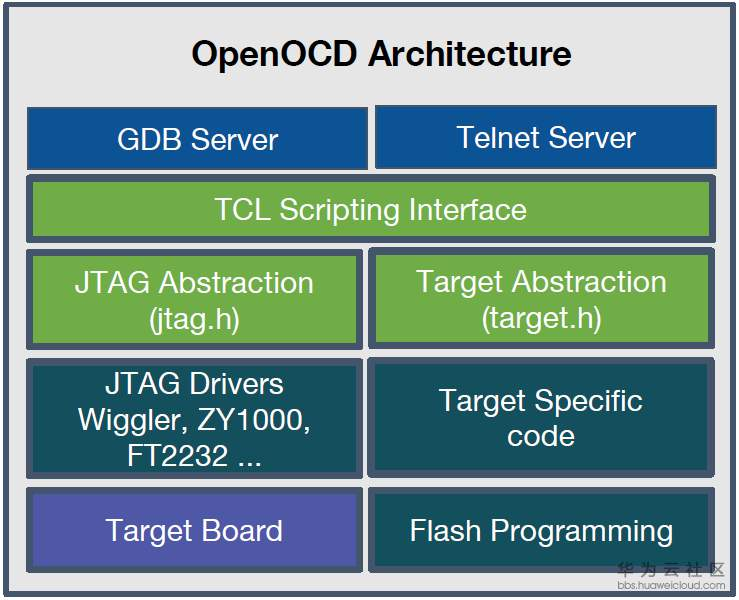 OpenOCD Architecture
GDB Server
Telnet Server
TCL Scripting Interface
JTAG Abstraction
(jtag.h)
Target Abstraction
(target.h)
JTAG Drivers
Wiggler, ZY1000,
FT2232 ...
Target Specific
code
Target Board
Flash Programming
华为云社区
bbs.huaweicloud.com